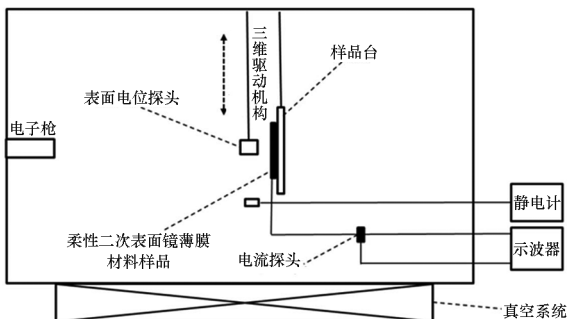 样品台
三维驱动机构
表面电位探头
电子枪
静电计
柔性二次表面镜薄膜
材料样品
电流探头
示波器
真空系统